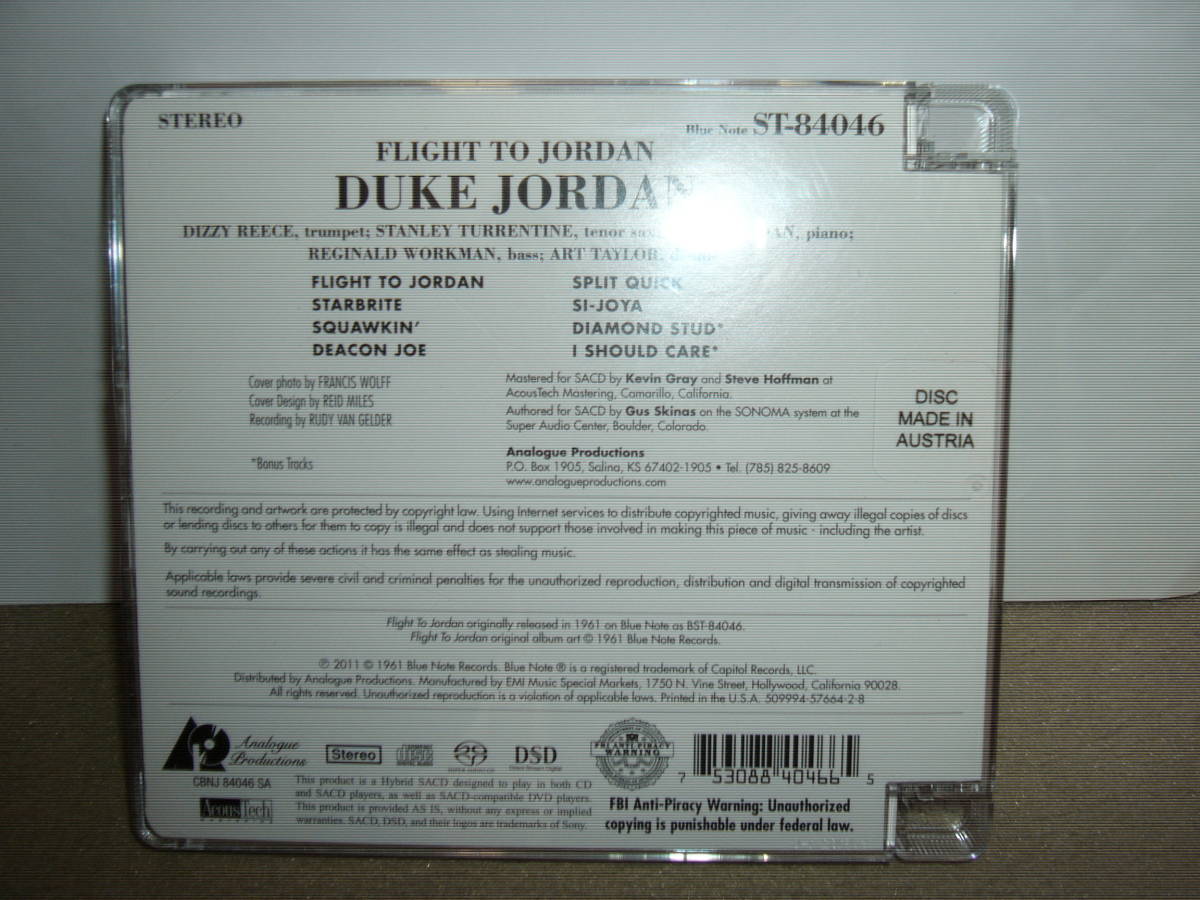 STEREO
Blue Note ST-84046
FLIGHT TO JORDAN
DUKE JORDAN
DIZZY REECE, trumpet; STANLEY TURRENTINE, tenor piano;
REGINALD WORKMAN, bass; ART TAYLOR,
FLIGHT TO JORDAN
STARBRITE
SQUAWKIN'
DEACON JOE
SPLIT QUICK
SI-JOYA
DIAMOND STUD*
I SHOULD CARE*
Cover photo by FRANCIS WOLFF
Cover Design by REID MILES
Recording by RUDY VAN GELDER
*Bonus Tracks
Mastered for SACD by Kevin Gray and Steve Hoffman at
AcousTech Mastering, Camarillo, California.
Authored for SACD by Gus Skinas on the SONOMA system at the
Super Audio Center, Boulder, Colorado.
Analogue Productions
P.O. Box 1905, Salina, KS 67402-1905 • Tel. (785) 825-8609
www.analogueproductions.com
DISC
MADE IN
AUSTRIA
This recording and artwork are protected by copyright law. Using Internet services to distribute copyrighted music, giving away illegal copies of discs
or lending discs to others for them to copy is illegal and does not support those involved in making this piece of music - including the artist.
By carrying out any of these actions it has the same effect as stealing music.
Applicable laws provide severe civil and criminal penalties for the unauthorized reproduction, distribution and digital transmission of copyrighted
sound recordings.
Flight To Jordan originally released in 1961 on Blue Note as BST-84046.
Flight To Jordan original album art © 1961 Blue Note Records.
℗ 2011 © 1961 Blue Note Records. Blue Note ® is a registered trademark of Capitol Records, LLC.
Distributed by Analogue Productions. Manufactured by EMI Music Special Markets, 1750 N. Vine Street, Hollywood, California 90028.
All rights reserved. Unauthorized reproduction is a violation of applicable laws. Printed in the U.S.A. 509994-57664-2-8
Analogue
Productions
CBNJ 84046 SA
AcousTech
Stereo
SUPER AUDIO CD
DSD
Direct Stream Digital
This product is a Hybrid SACD designed to play in both CD
and SACD players, as well as SACD-compatible DVD players.
This product is provided AS IS, without any express or implied
warranties. SACD, DSD, and their logos are trademarks of Sony.
FBI ANTI-PIRACY
WARNING
7 53088 40466 5
FBI Anti-Piracy Warning: Unauthorized
copying is punishable under federal law.